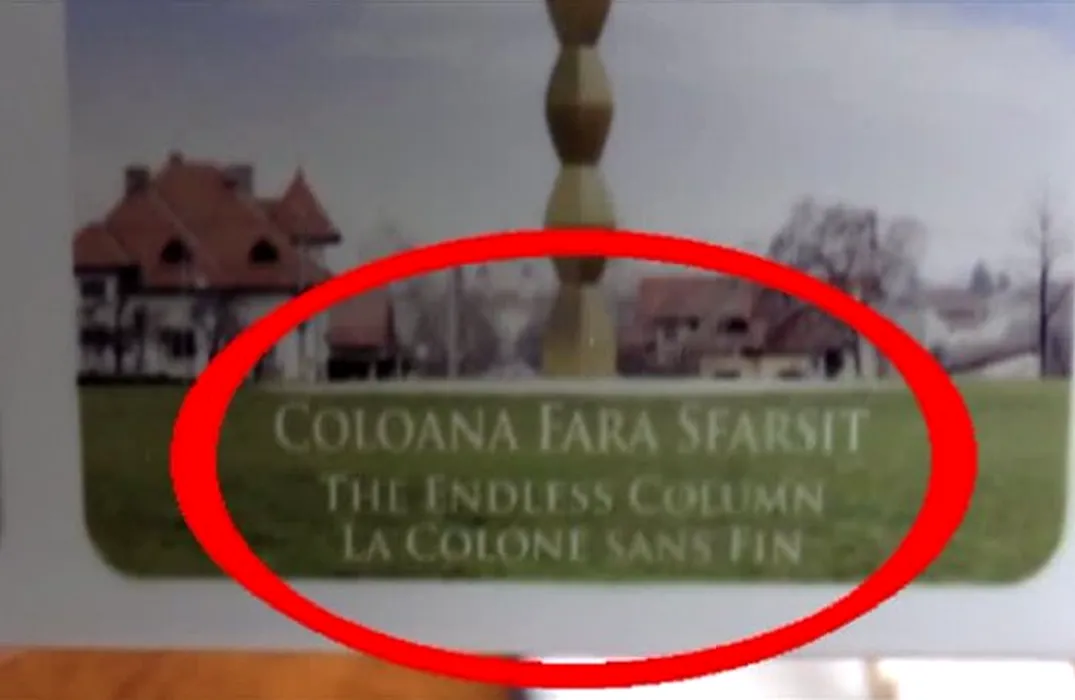 COLOANA FARA SFARSIT
THE ENDLESS COLUMN
LA COLONE SANS FIN